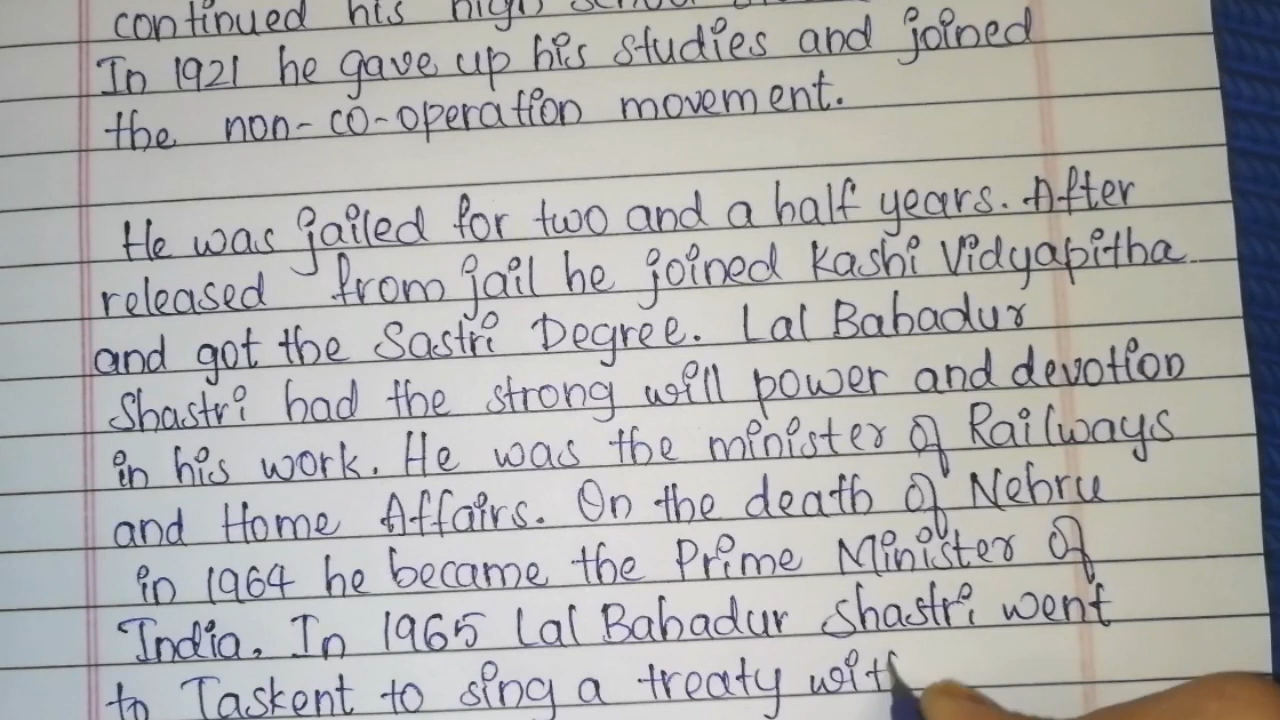 continued his high
In 1921 he gave up his studies and joined
the non-co-operation movement.
He was jailed for two and a half years. After
released from jail he joined Kashi Vidyapitha
and got the Sastri Degree. Lal Bahadur
Shastri had the strong will power and devotion
in his work. He was the minister of Railways
and Home Affairs. On the death of Nehru
in 1964 he became the Prime Minister of
India. In 1965 Lal Bahadur Shastri went
to Taskent to sing a treaty with